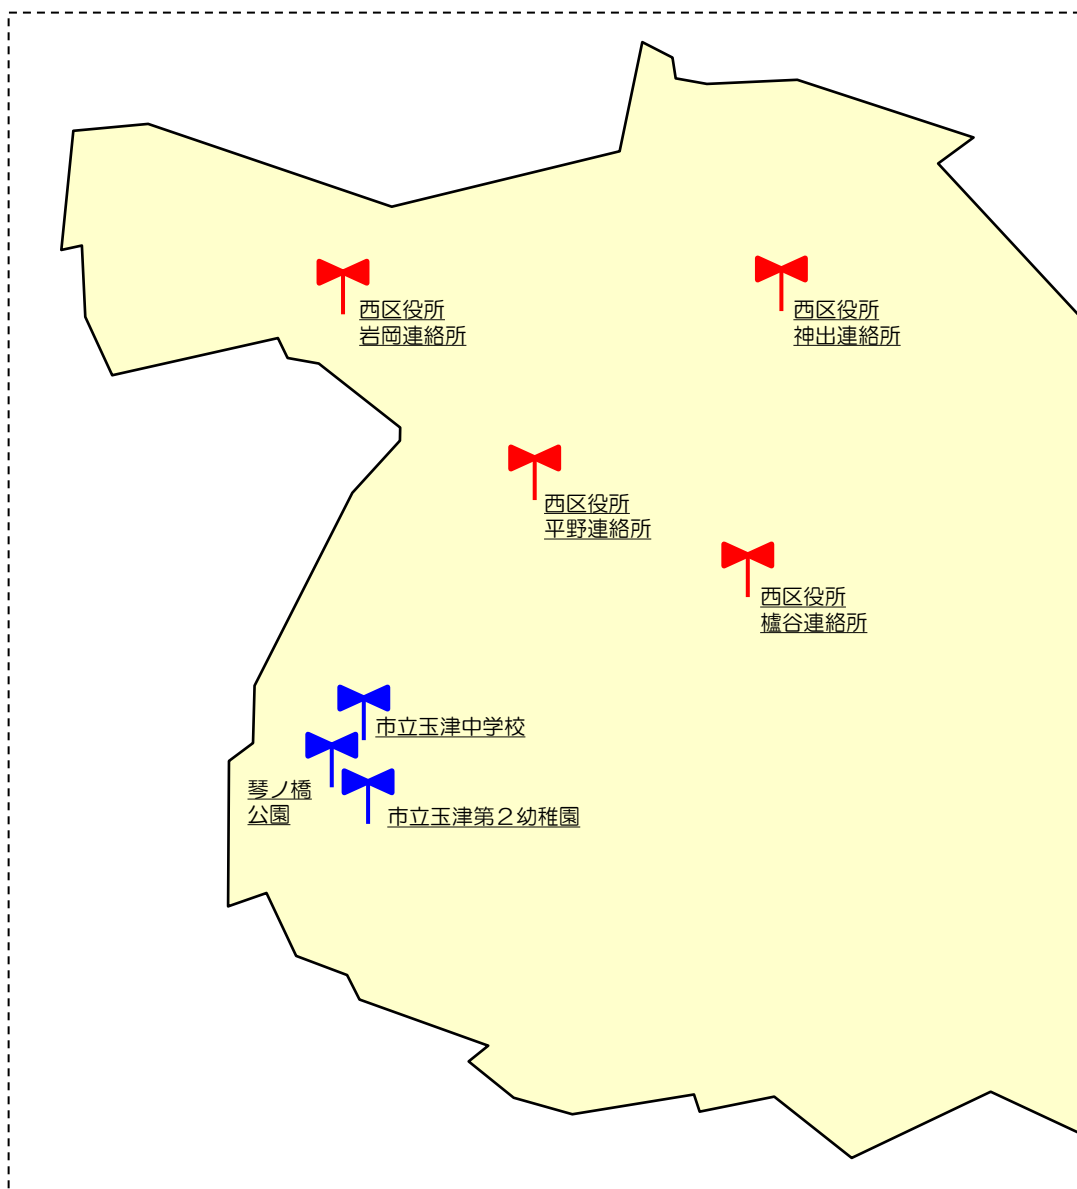 西区役所
岩岡連絡所
西区役所
神出連絡所
西区役所
平野連絡所
西区役所
櫨谷連絡所
市立玉津中学校
琴ノ橋
公園
市立玉津第２幼稚園